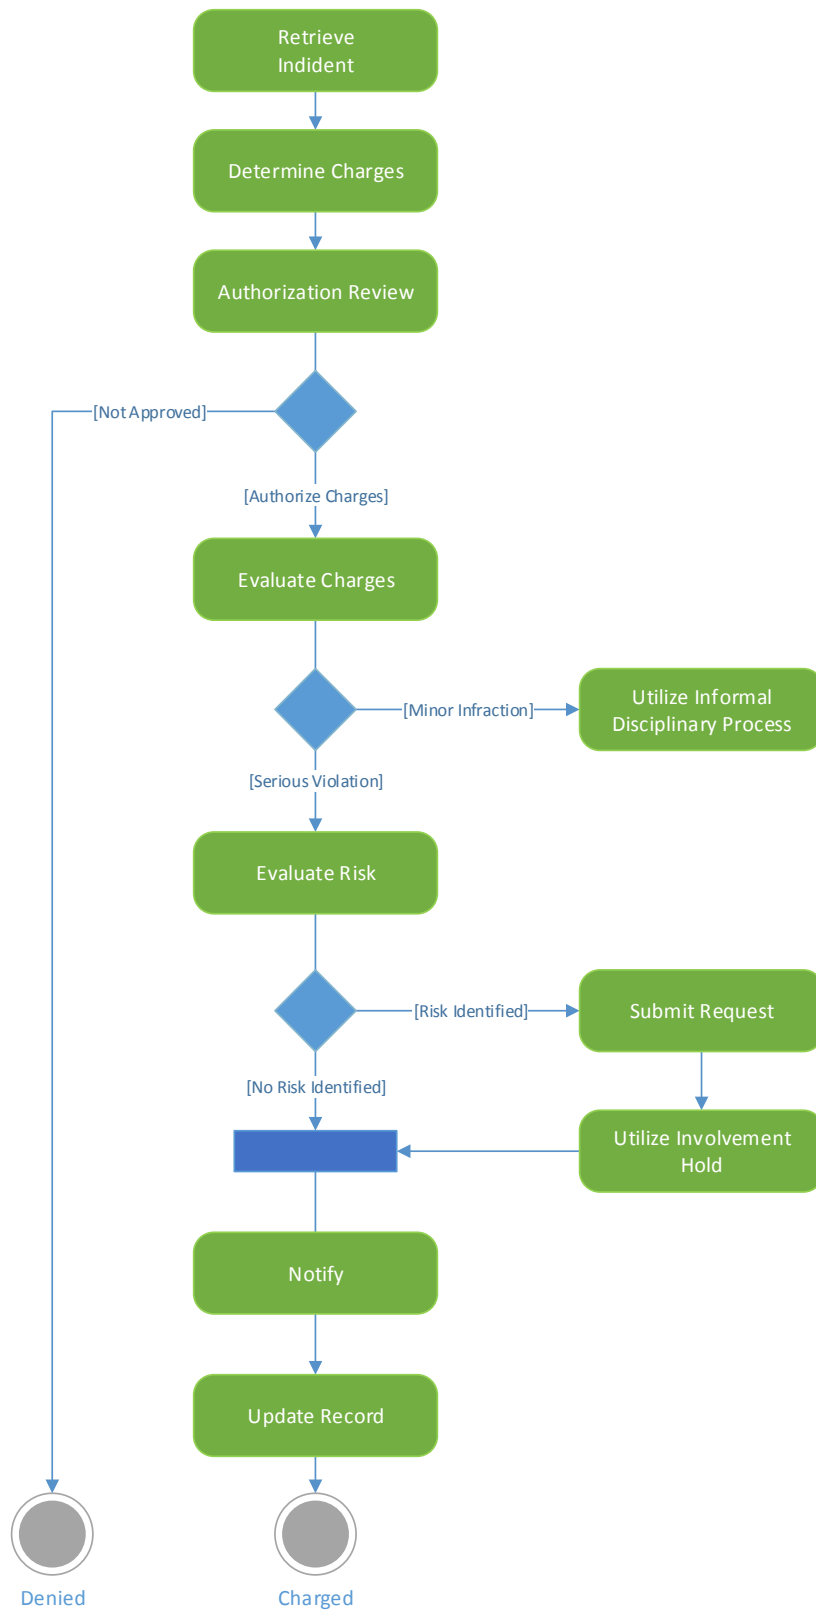 Retrieve
Indident
Determine Charges
Authorization Review
[Not Approved]
[Authorize Charges]
Evaluate Charges
[Minor Infraction]
Utilize Informal
Disciplinary Process
[Serious Violation]
Evaluate Risk
[Risk Identified]
Submit Request
[No Risk Identified]
Utilize Involvement
Hold
Notify
Update Record
Denied
Charged